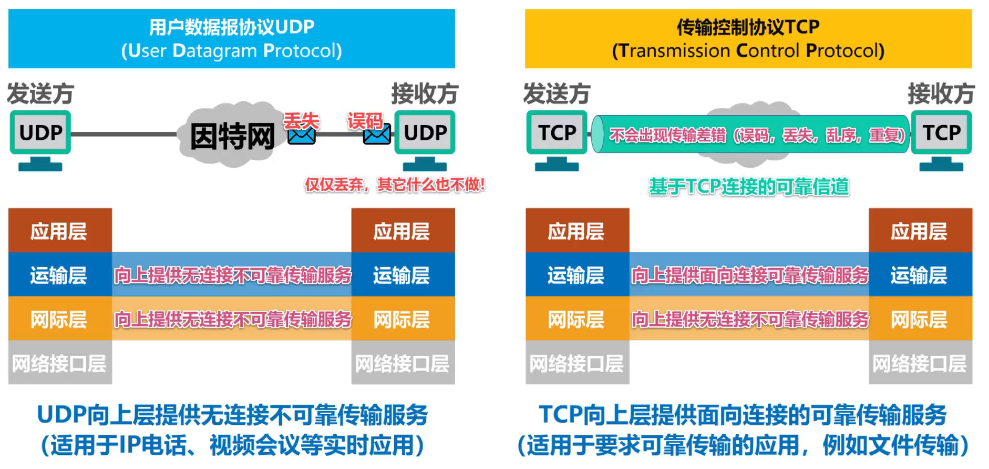 用户数据报协议UDP
(User Datagram Protocol)
发送方
接收方
UDP
因特网
丢失
误码
UDP
仅仅丢弃，其它什么也不做！
应用层
应用层
运输层
向上提供无连接不可靠传输服务
运输层
网际层
向上提供无连接不可靠传输服务
网际层
网络接口层
网络接口层
UDP向上层提供无连接不可靠传输服务
（适用于IP电话、视频会议等实时应用）
传输控制协议TCP
(Transmission Control Protocol)
发送方
接收方
TCP
不会出现传输差错（误码，丢失，乱序，重复）
TCP
基于TCP连接的可靠信道
应用层
应用层
运输层
向上提供面向连接可靠传输服务
运输层
网际层
向上提供无连接不可靠传输服务
网际层
网络接口层
网络接口层
TCP向上层提供面向连接的可靠传输服务
（适用于要求可靠传输的应用，例如文件传输）